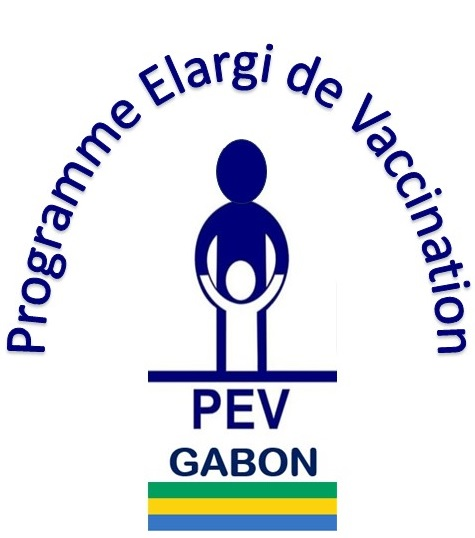 Programme Elargi de Vaccination
PEV
GABON